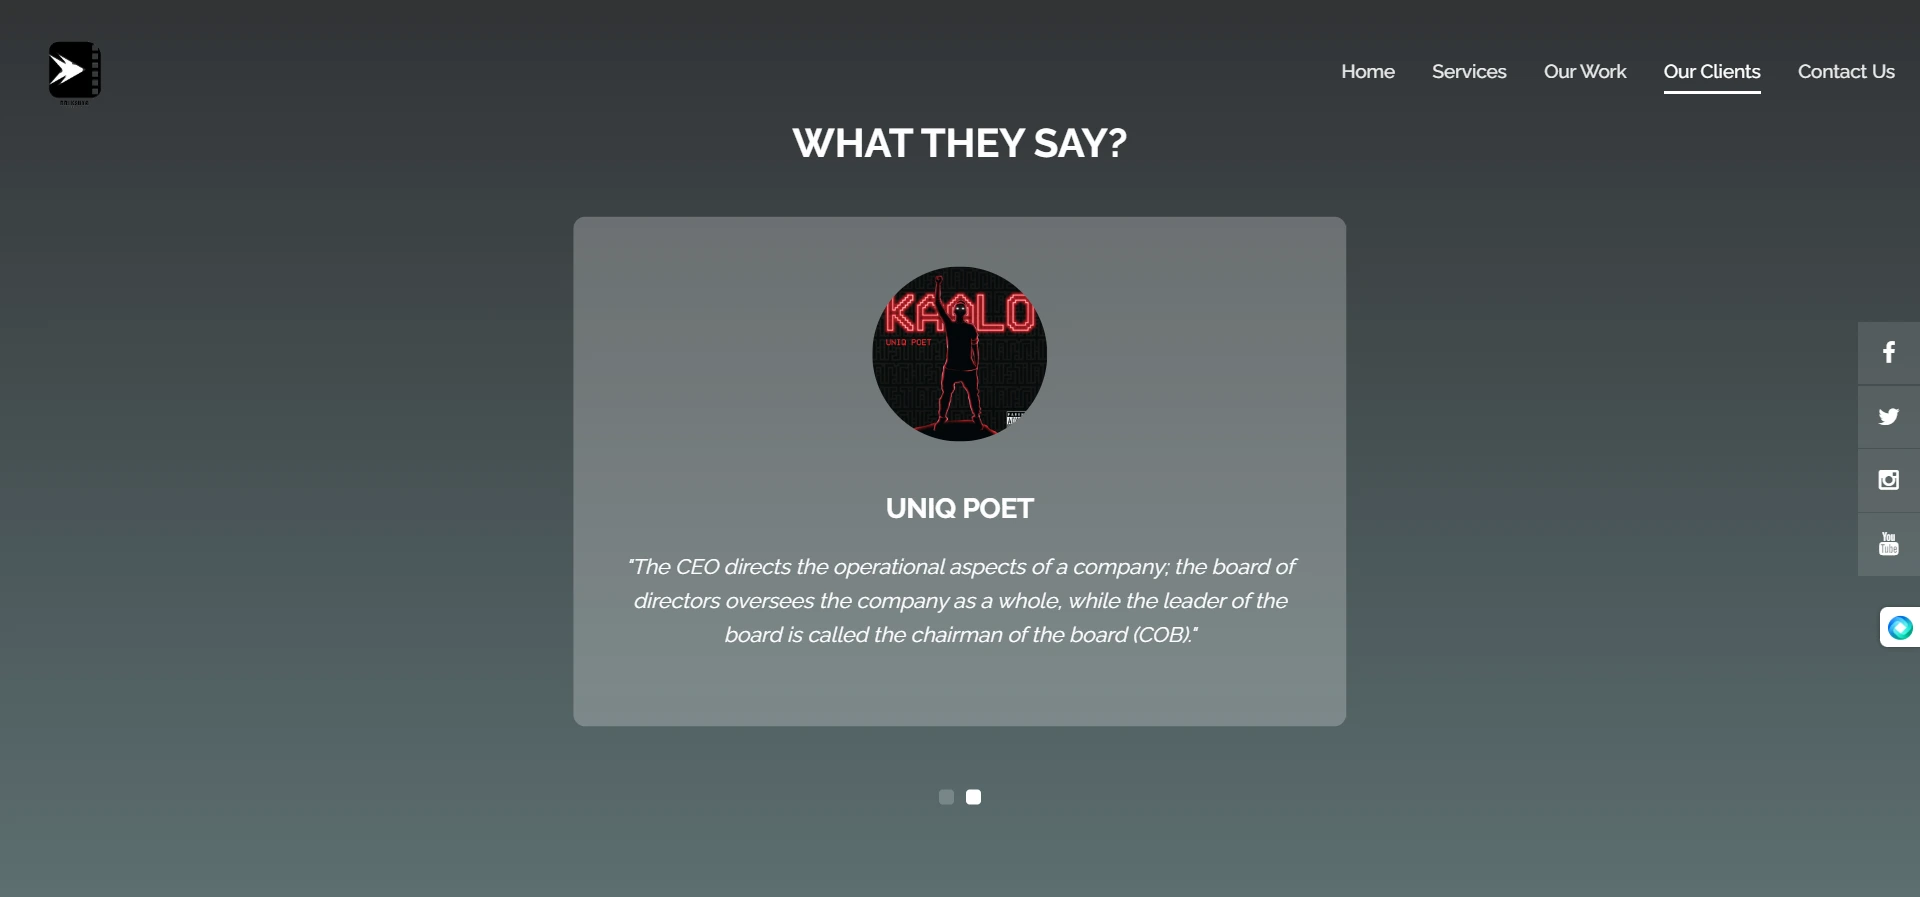 Home Services Our Work Our Clients Contact Us
WHAT THEY SAY?
KAALO
UNIQ POET
UNIQ POET
"The CEO directs the operational aspects of a company; the board of
directors oversees the company as a whole, while the leader of the
board is called the chairman of the board (COB)."
You
Tube